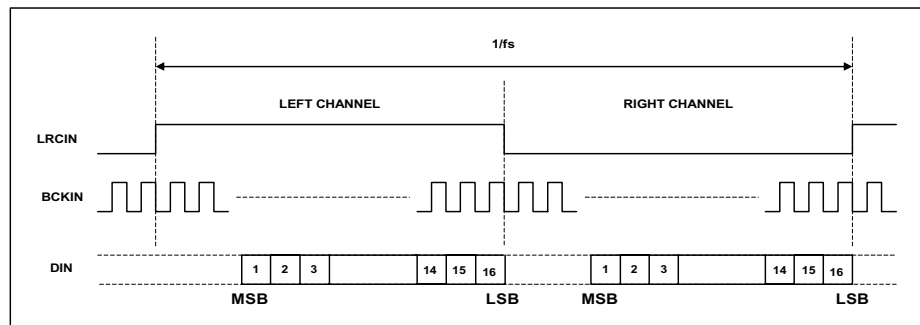 1/fs
LEFT CHANNEL RIGHT CHANNEL
LRCIN
BCKIN
DIN 1 2 3 14 15 16 1 2 3 14 15 16
MSB LSB MSB LSB